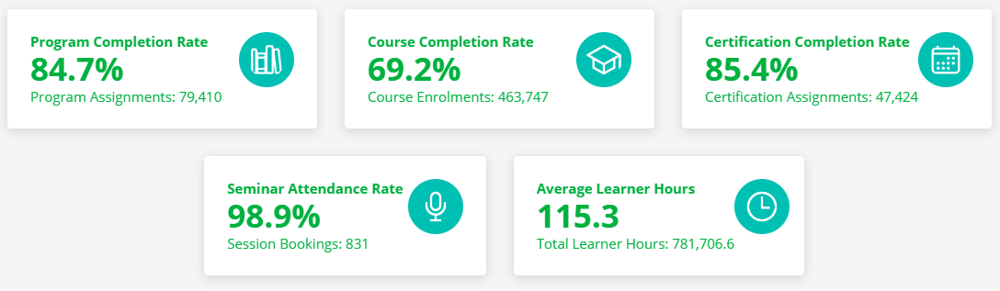 Program Completion Rate
84.7%
Program Assignments: 79,410
Course Completion Rate
69.2%
Course Enrolments: 463,747
Certification Completion Rate
85.4%
Certification Assignments: 47,424
Seminar Attendance Rate
98.9%
Session Bookings: 831
Average Learner Hours
115.3
Total Learner Hours: 781,706.6